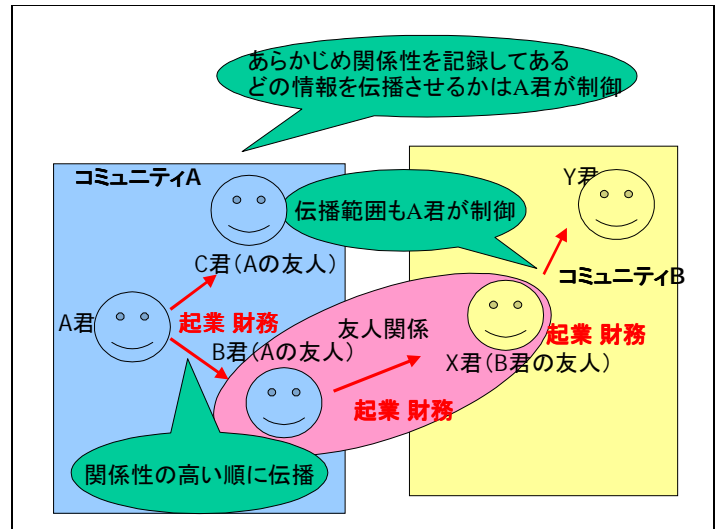 あらかじめ関係性を記録してある
どの情報を伝播させるかはA君が制御
コミュニティA
Y君
伝播範囲もA君が制御
C君(Aの友人)
コミュニティB
A君
起業 財務
友人関係
起業 財務
B君(Aの友人)
X君(B君の友人)
起業 財務
関係性の高い順に伝播